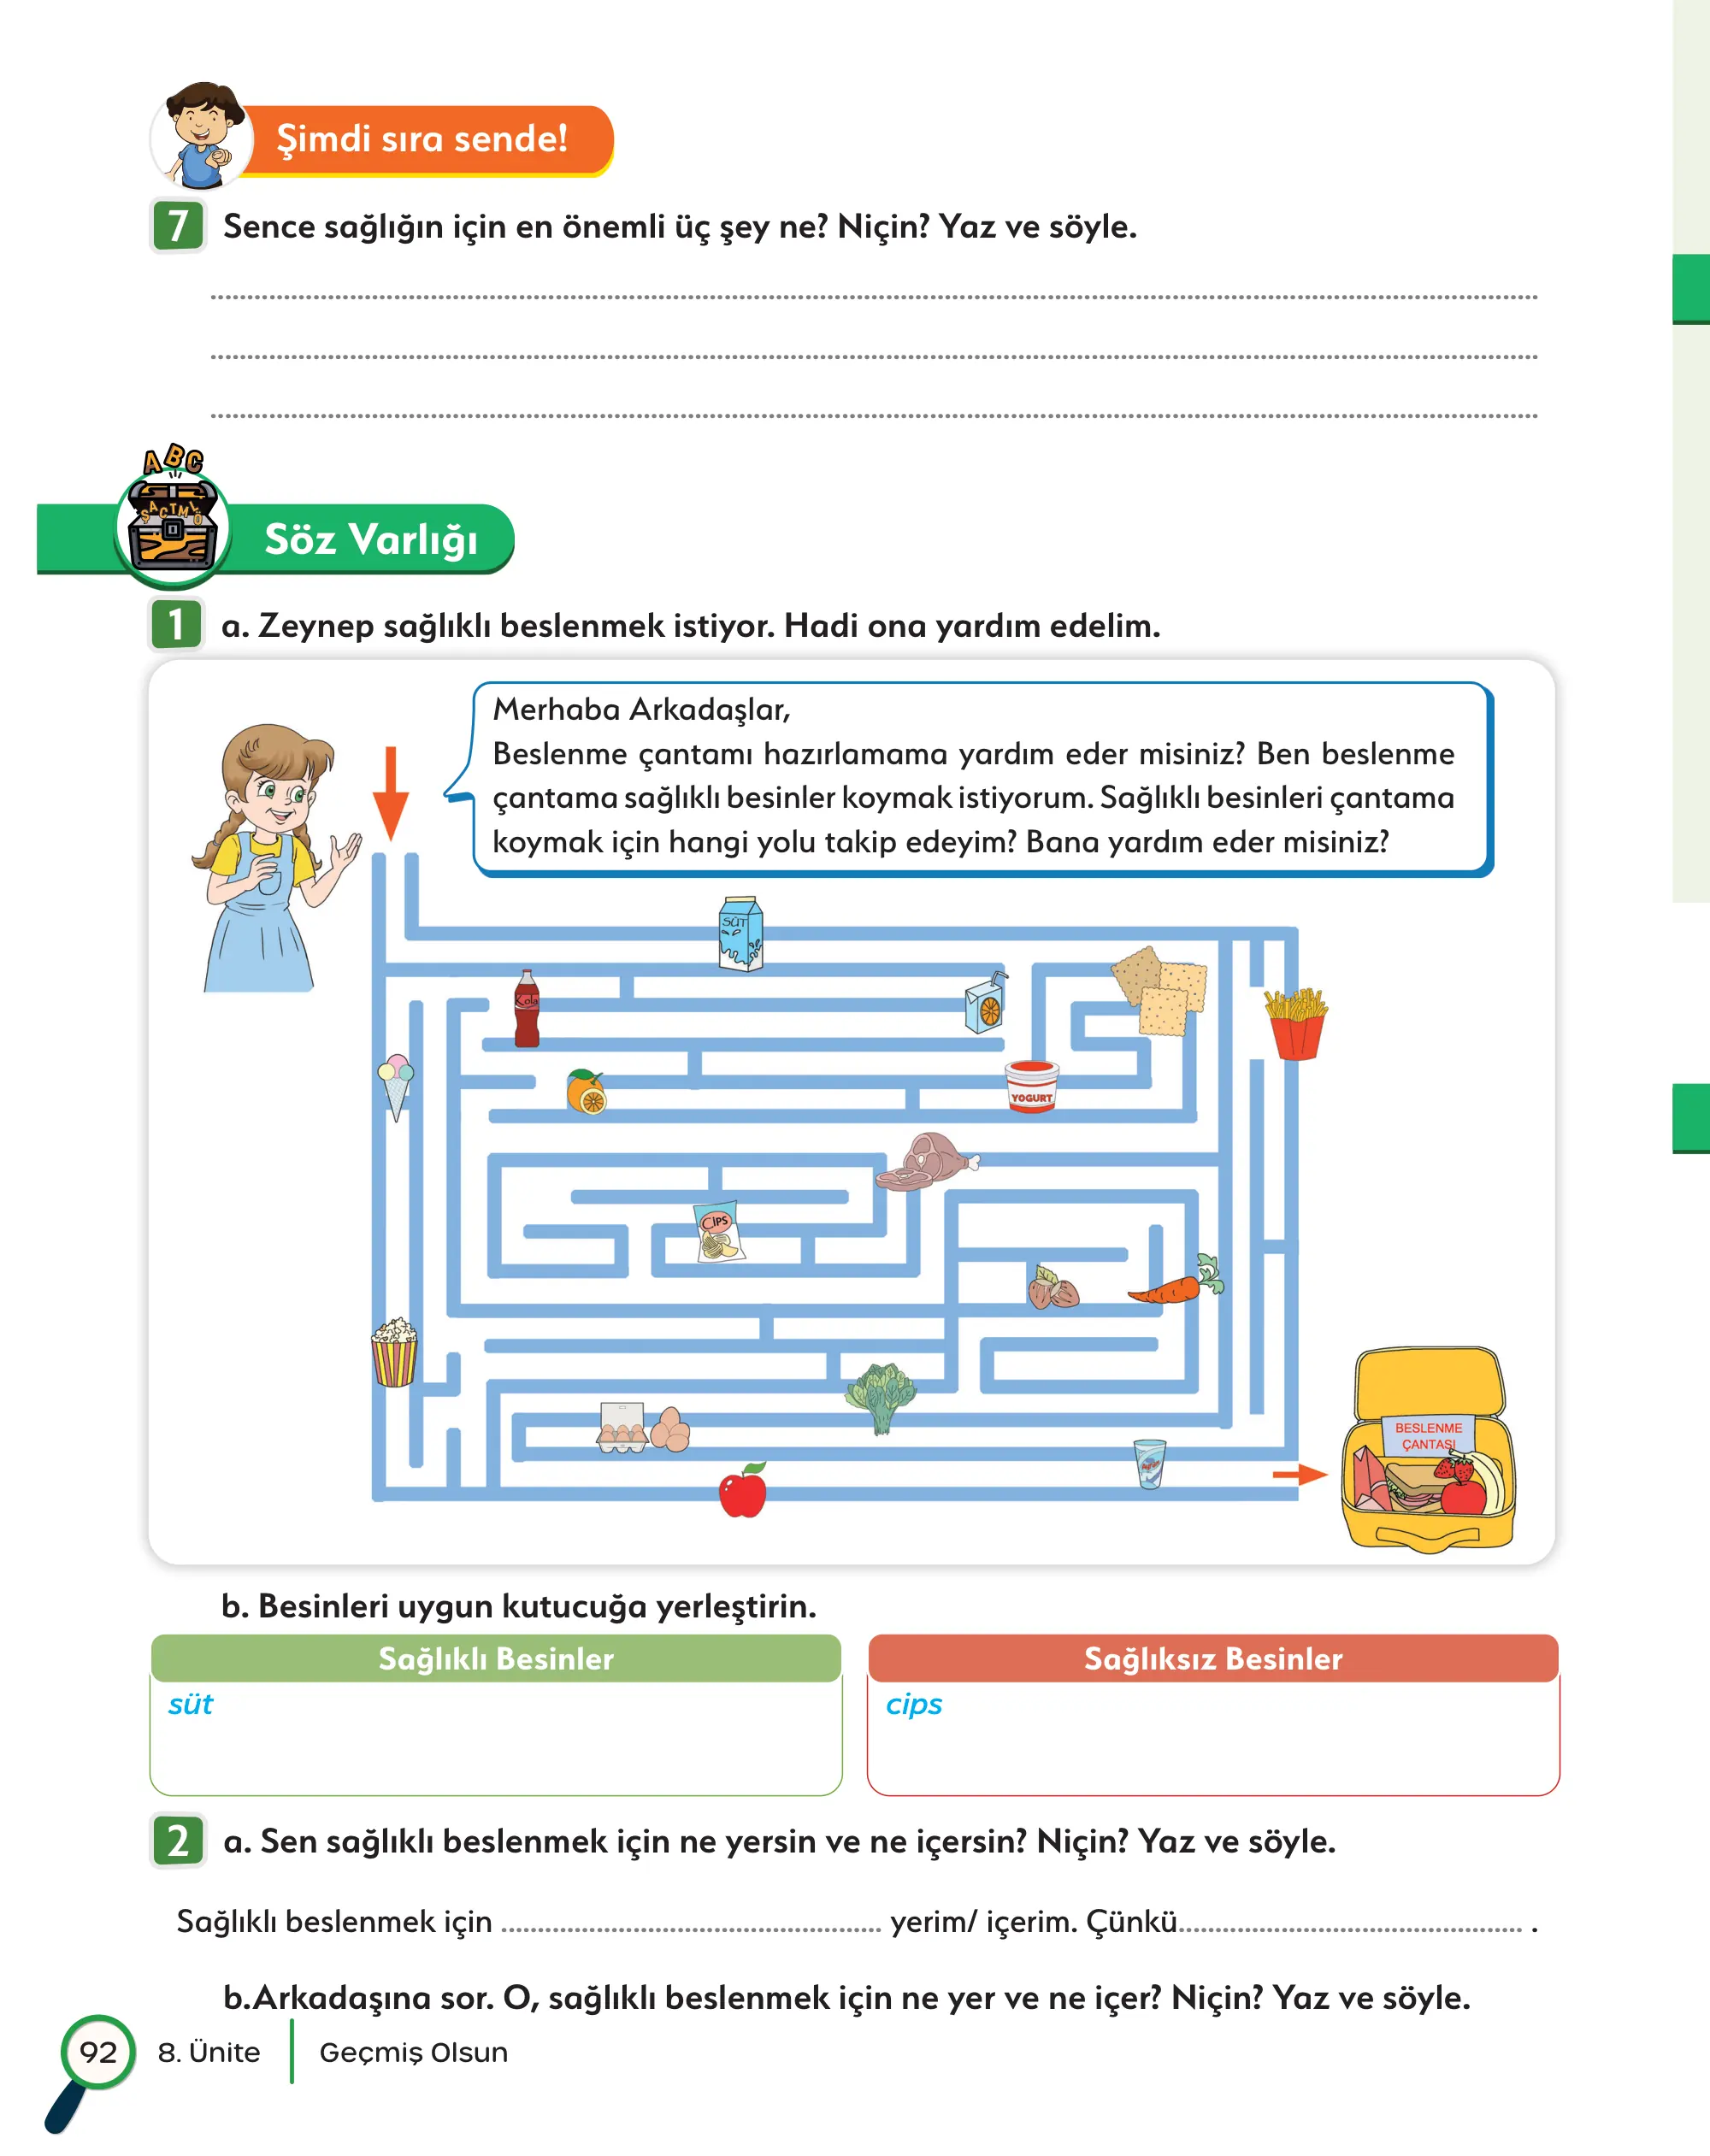 Şimdi sıra sende!
7 Sence sağlığın için en önemli üç şey ne? Niçin? Yaz ve söyle.
A B C
Ş A C T M L Ö
Söz Varlığı
1 a. Zeynep sağlıklı beslenmek istiyor. Hadi ona yardım edelim.
Merhaba Arkadaşlar,
Beslenme çantamı hazırlamama yardım eder misiniz? Ben beslenme
çantama sağlıklı besinler koymak istiyorum. Sağlıklı besinleri çantama
koymak için hangi yolu takip edeyim? Bana yardım eder misiniz?
SÜT
Kola
YOGURT
CİPS
BESLENME
ÇANTASI
b. Besinleri uygun kutucuğa yerleştirin.
Sağlıklı Besinler
Sağlıksız Besinler
süt
cips
2 a. Sen sağlıklı beslenmek için ne yersin ve ne içersin? Niçin? Yaz ve söyle.
Sağlıklı beslenmek için .................................................... yerim/ içerim. Çünkü............................................... .
b.Arkadaşına sor. O, sağlıklı beslenmek için ne yer ve ne içer? Niçin? Yaz ve söyle.
92 8. Ünite Geçmiş Olsun